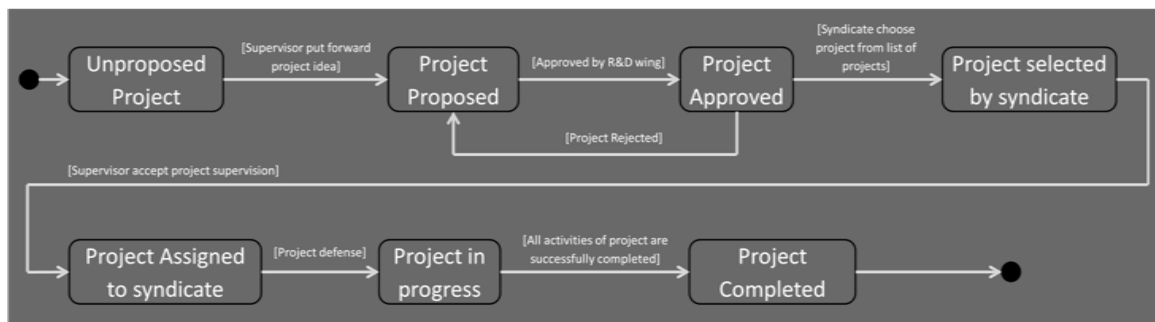 Unproposed
Project
[Supervisor put forward
project idea]
Project
Proposed
[Approved by R&D wing]
Project
Approved
[Syndicate choose
project from list of
projects]
Project selected
by syndicate
[Project Rejected]
[Supervisor accept project supervision]
Project Assigned
to syndicate
[Project defense]
Project in
progress
[All activities of project are
successfully completed]
Project
Completed